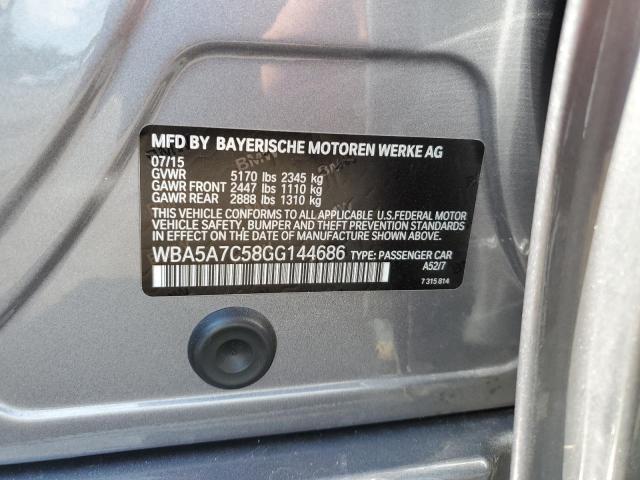 MFD BY BAYERISCHE MOTOREN WERKE AG
07/15
GVWR 5170 lbs 2345 kg
GAWR FRONT 2447 lbs 1110 kg
GAWR REAR 2888 lbs 1310 kg
THIS VEHICLE CONFORMS TO ALL APPLICABLE U.S.FEDERAL MOTOR
VEHICLE SAFETY, BUMPER AND THEFT PREVENTION STANDARDS
IN EFFECT ON THE DATE OF MANUFACTURE SHOWN ABOVE.
WBA5A7C58GG144686 TYPE: PASSENGER CAR
A52/7
7 315 814